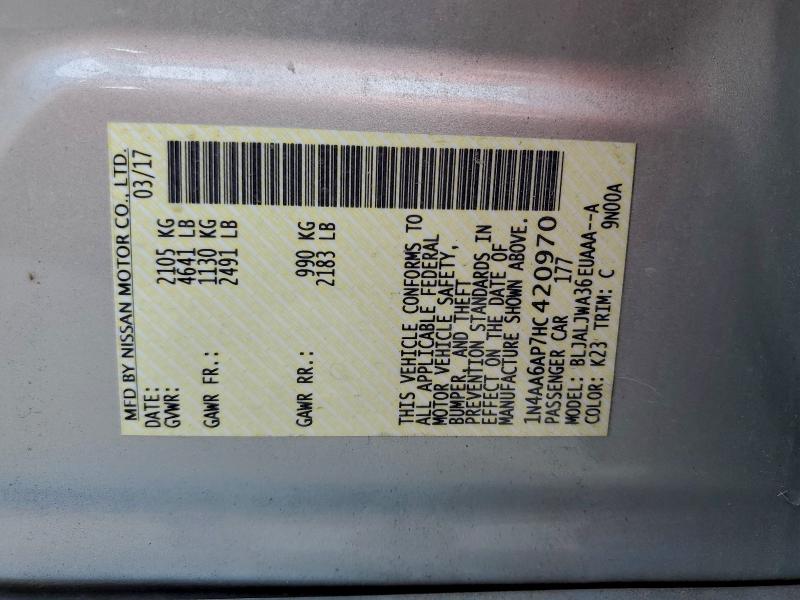 MFD BY NISSAN MOTOR CO., LTD.
DATE: 03/17
GVWR: 2105 KG
4641 LB
GAWR FR.: 1130 KG
2491 LB
GAWR RR.: 990 KG
2183 LB
THIS VEHICLE CONFORMS TO
ALL APPLICABLE FEDERAL
MOTOR VEHICLE SAFETY,
BUMPER, AND THEFT
PREVENTION STANDARDS IN
EFFECT ON THE DATE OF
MANUFACTURE SHOWN ABOVE.
1N4AA6AP7HC420970
PASSENGER CAR 177
MODEL: BLJALJWA36EUAAA--A
COLOR: K23 TRIM: C 9N00A